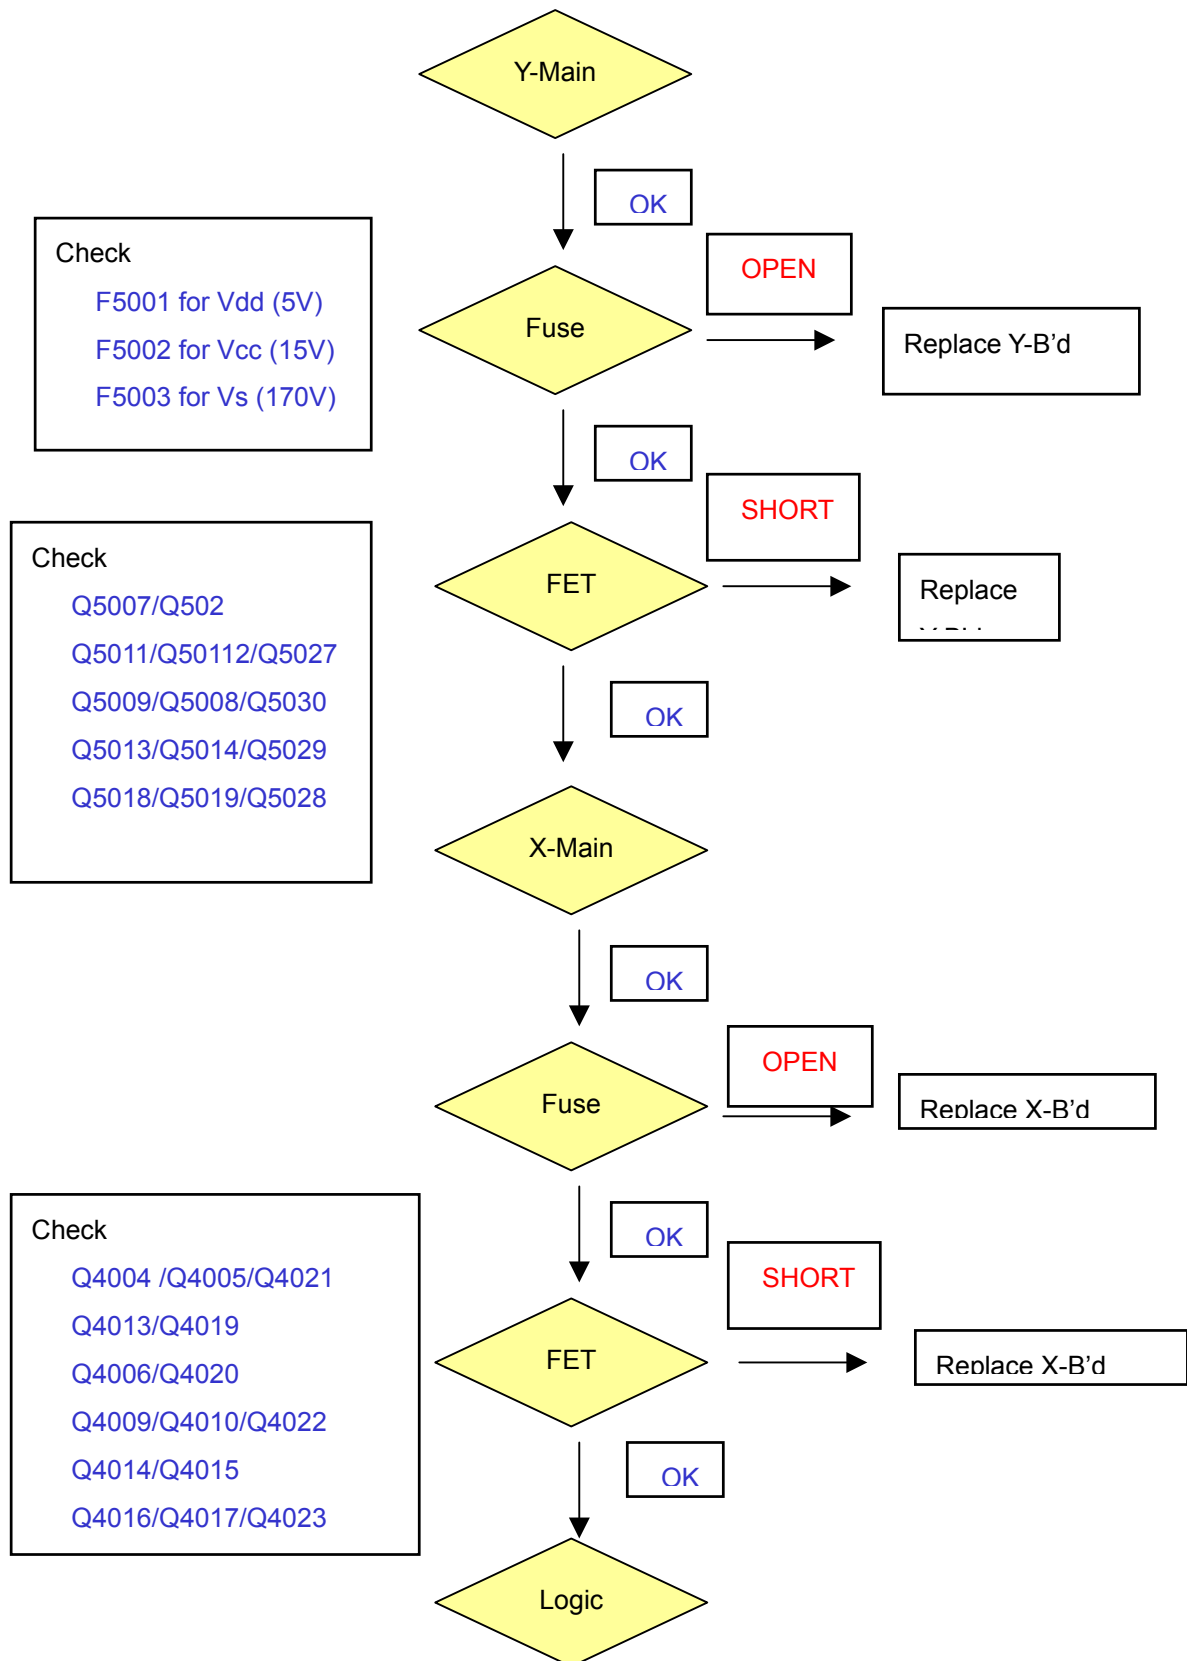 Y-Main
OK
Check
F5001 for Vdd (5V)
F5002 for Vcc (15V)
F5003 for Vs (170V)
OPEN
Fuse
Replace Y-B’d
OK
SHORT
Check
Q5007/Q502
Q5011/Q50112/Q5027
Q5009/Q5008/Q5030
Q5013/Q5014/Q5029
Q5018/Q5019/Q5028
FET
Replace
OK
X-Main
OK
OPEN
Fuse
Replace X-B’d
OK
SHORT
Check
Q4004 /Q4005/Q4021
Q4013/Q4019
Q4006/Q4020
Q4009/Q4010/Q4022
Q4014/Q4015
Q4016/Q4017/Q4023
FET
Replace X-B’d
OK
Logic